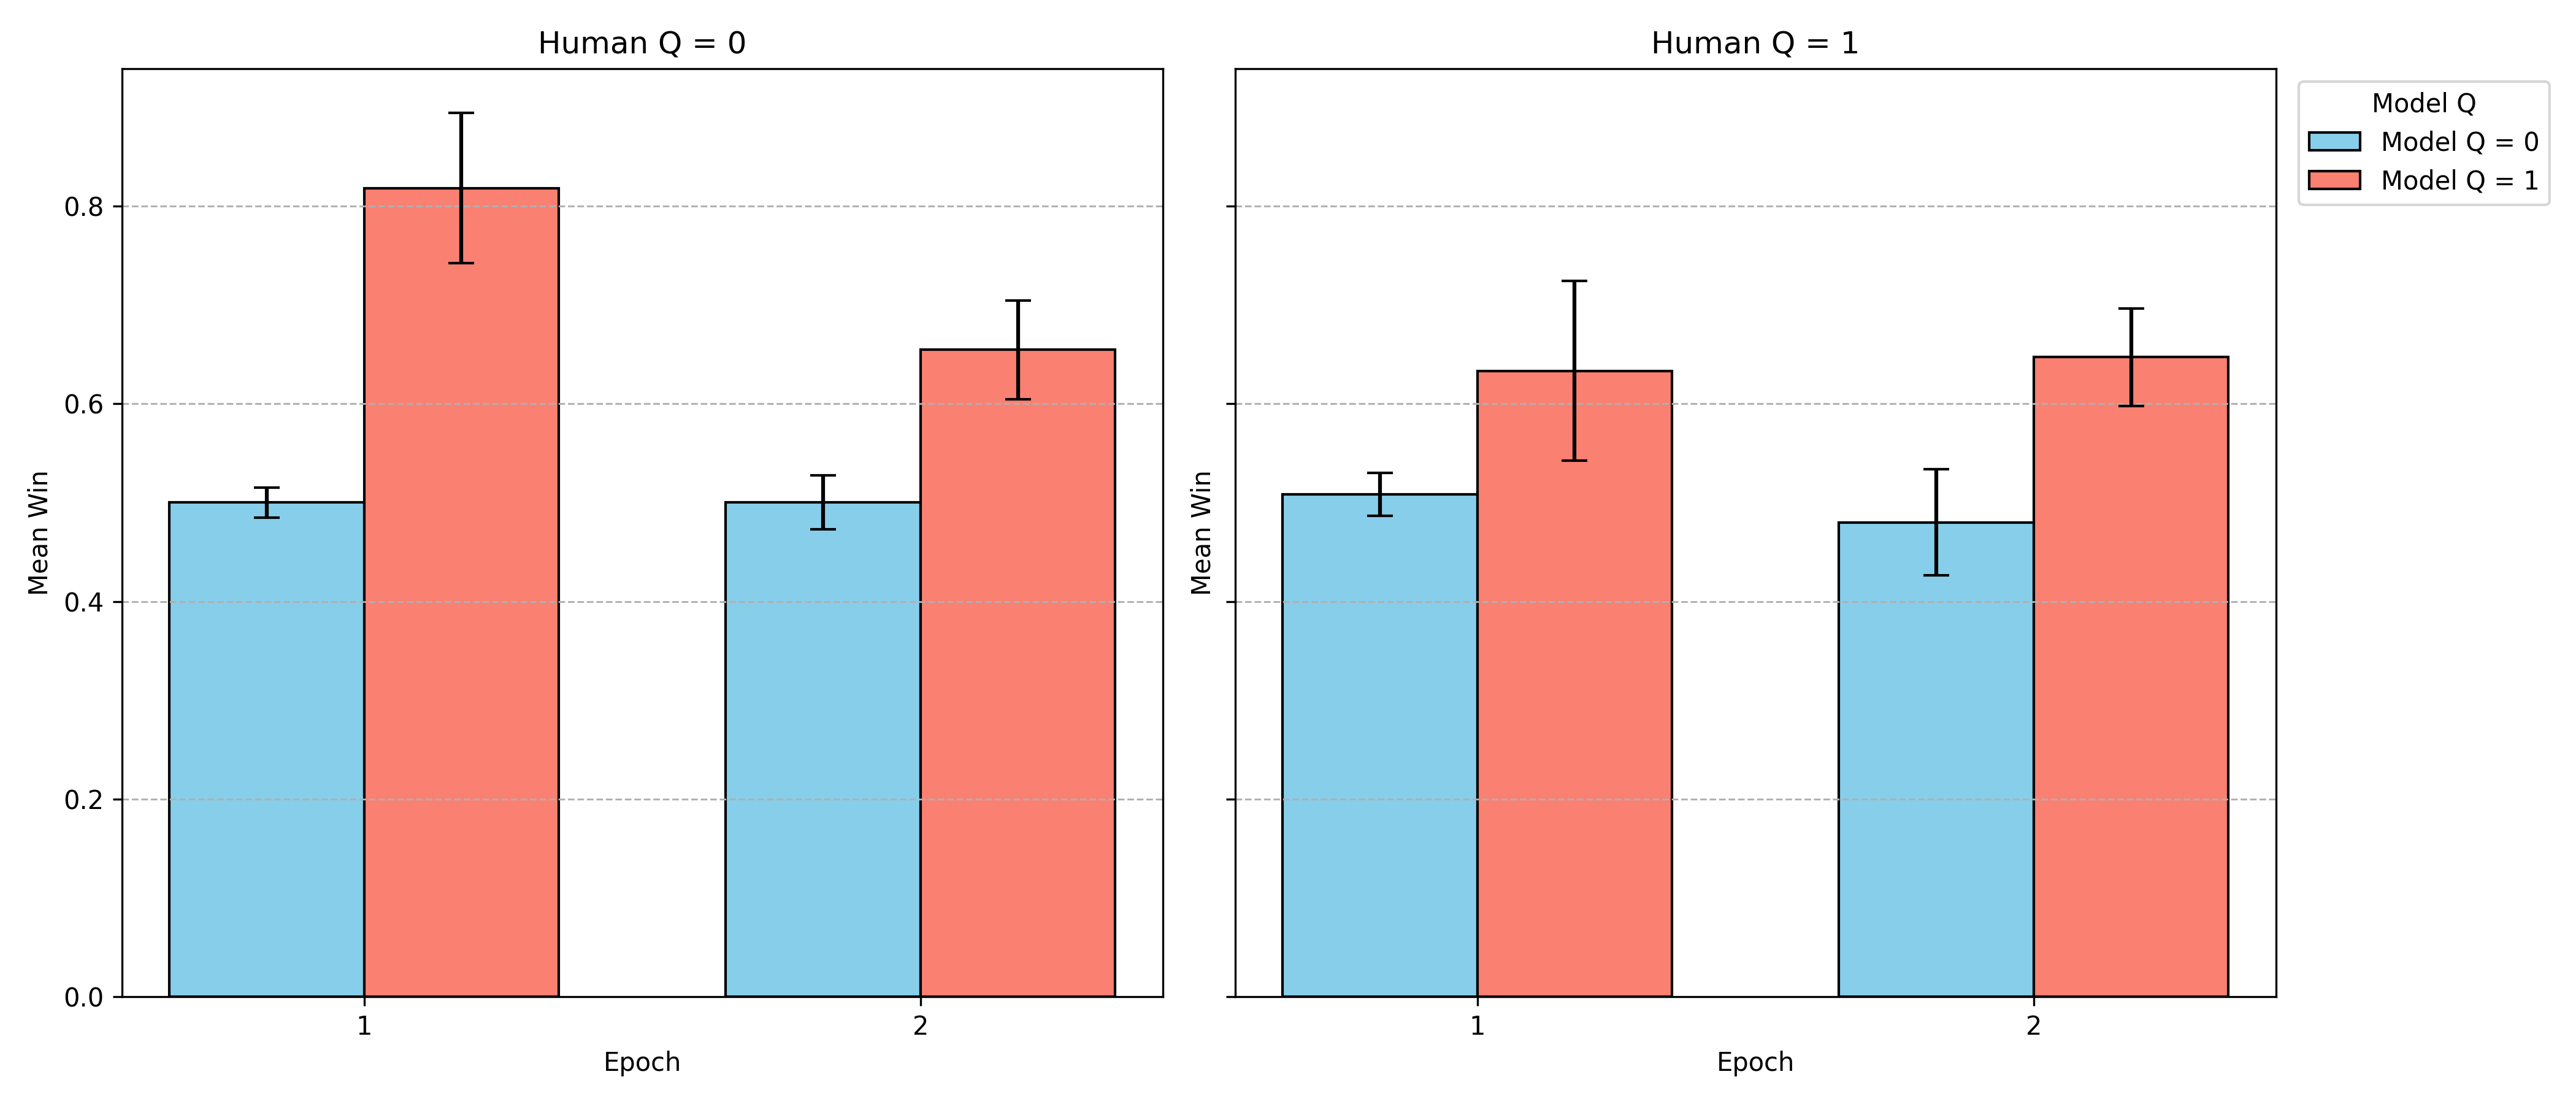 Human Q = 0
Mean Win
0.8
0.6
0.4
0.2
0.0
1
2
Epoch
Human Q = 1
Mean Win
1
2
Epoch
Model Q
Model Q = 0
Model Q = 1